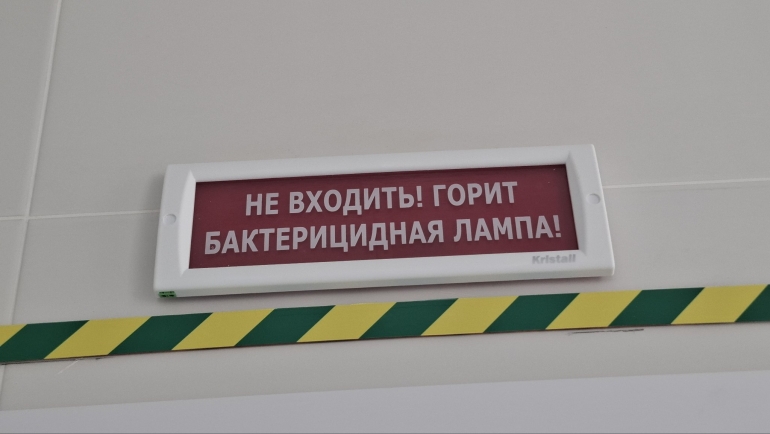 НЕ ВХОДИТЬ! ГОРИТ
БАКТЕРИЦИДНАЯ ЛАМПА!
Kristall